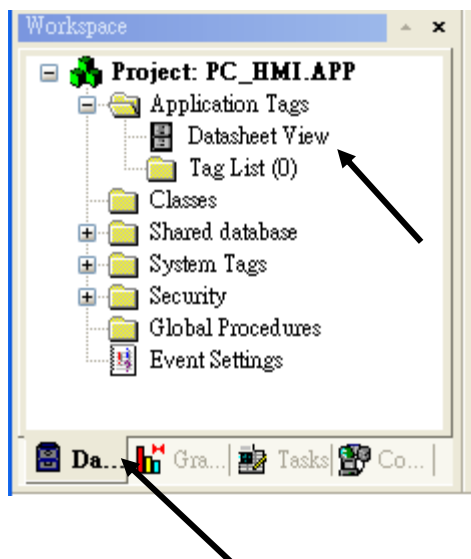 Workspace
Project: PC_HMI.APP
Application Tags
Datasheet View
Tag List (0)
Classes
Shared database
System Tags
Security
Global Procedures
Event Settings
Da... Gra... Tasks Co...